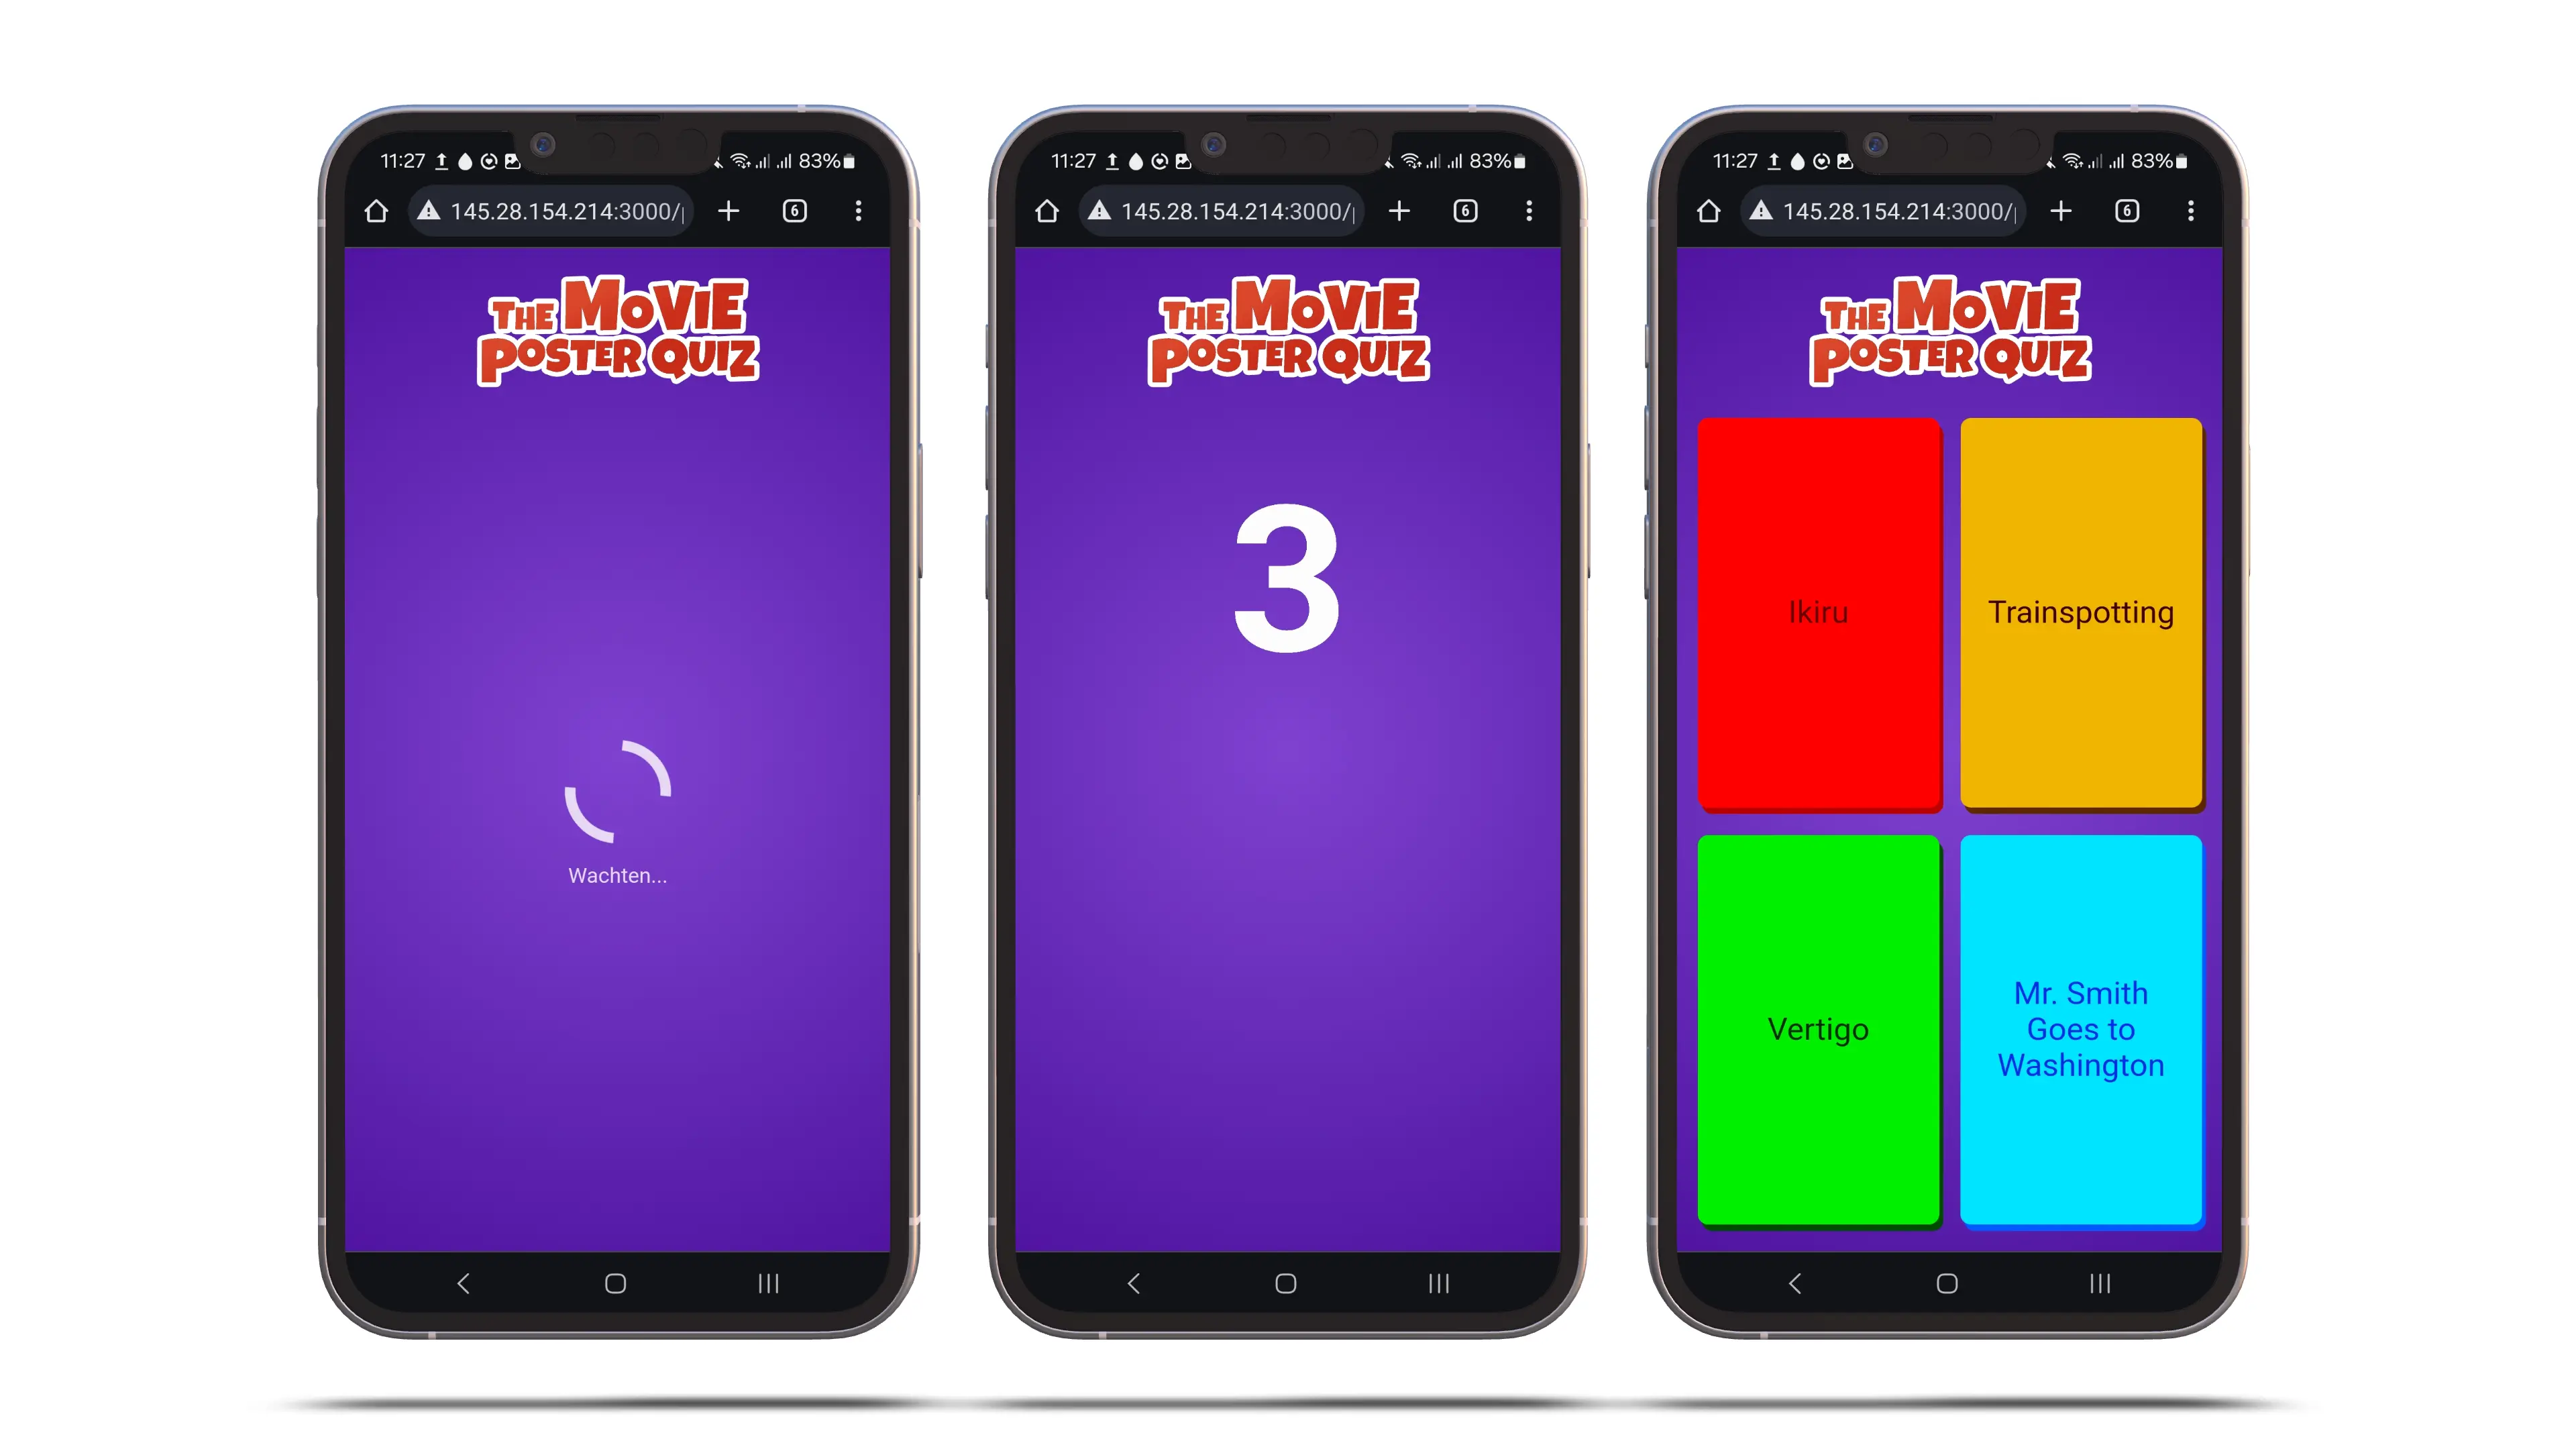 11:27
83%
145.28.154.214:3000/
6
THE MOVIE
POSTER QUIZ
Wachten...
11:27
83%
145.28.154.214:3000/
6
THE MOVIE
POSTER QUIZ
3
11:27
83%
145.28.154.214:3000/
6
THE MOVIE
POSTER QUIZ
Ikiru
Trainspotting
Vertigo
Mr. Smith
Goes to
Washington